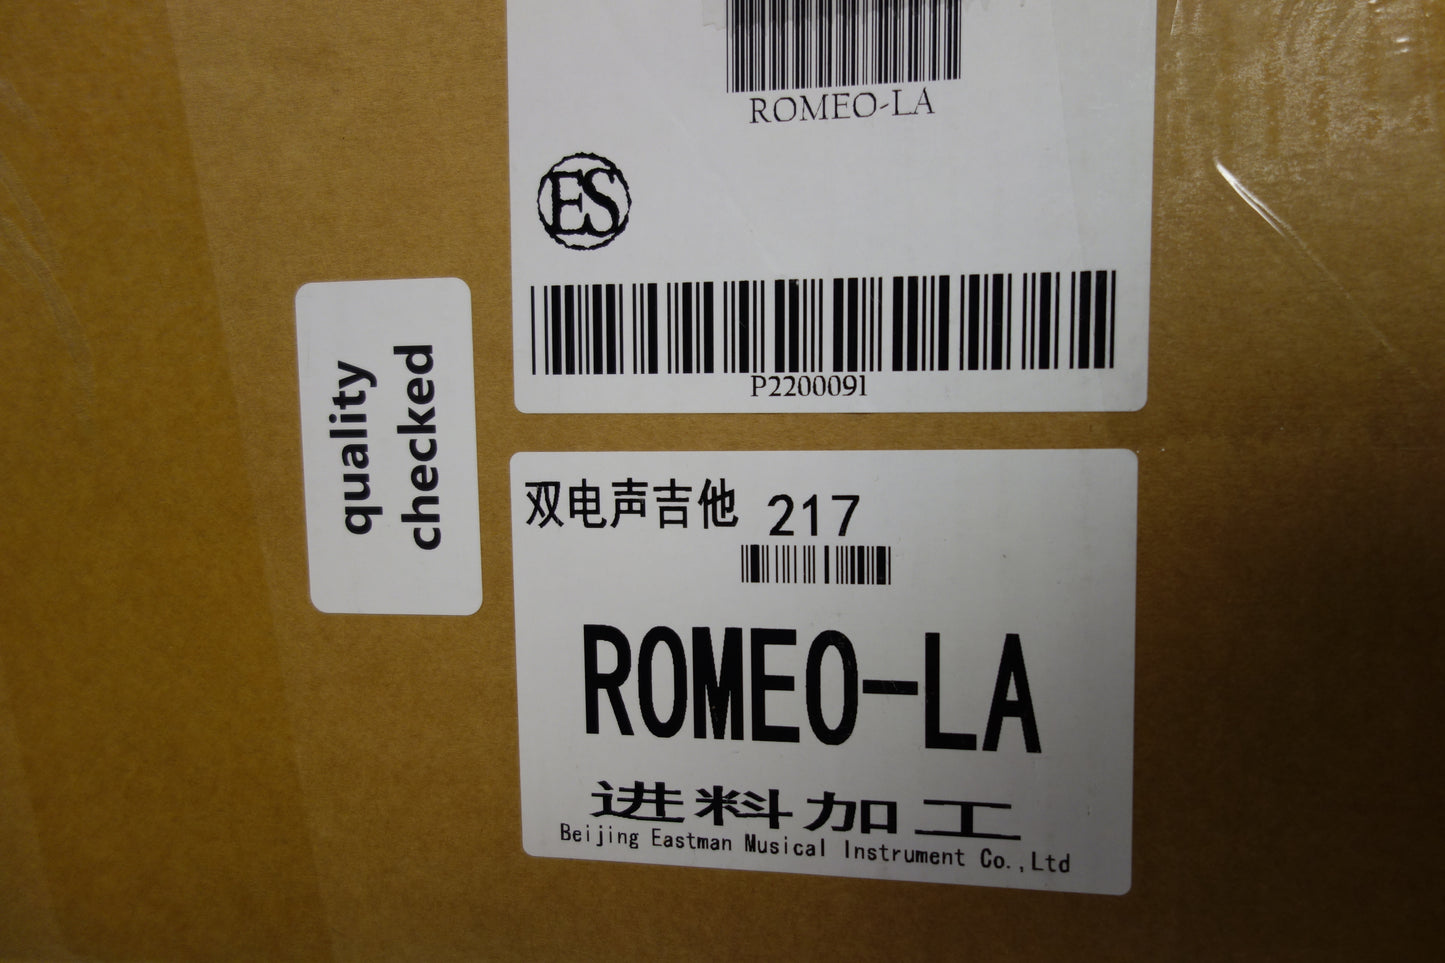 ROMEO-LA
ES
P2200091
quality
checked
双电声吉他 217
ROMEO-LA
进料加工
Beijing Eastman Musical Instrument Co.,Ltd